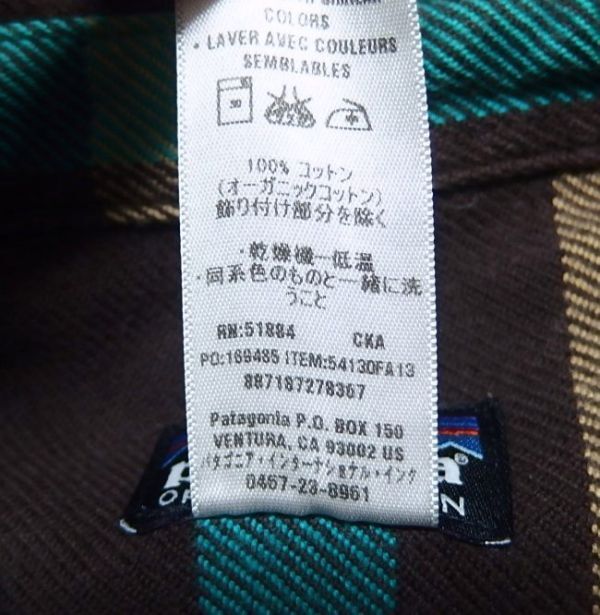 COLORS
• LAVER AVEC COULEURS
SEMBLABLES
30
100% コットン
(オーガニックコットン)
飾り付け部分を除く
・乾燥機ー低温
・同系色のものと一緒に洗
うこと
RN:51884 CKA
PO:169485 ITEM:54130FA13
887187278367
Patagonia P.O. BOX 150
VENTURA, CA 93002 US
パタゴニア・インターナショナル・インク
0467-23-8961